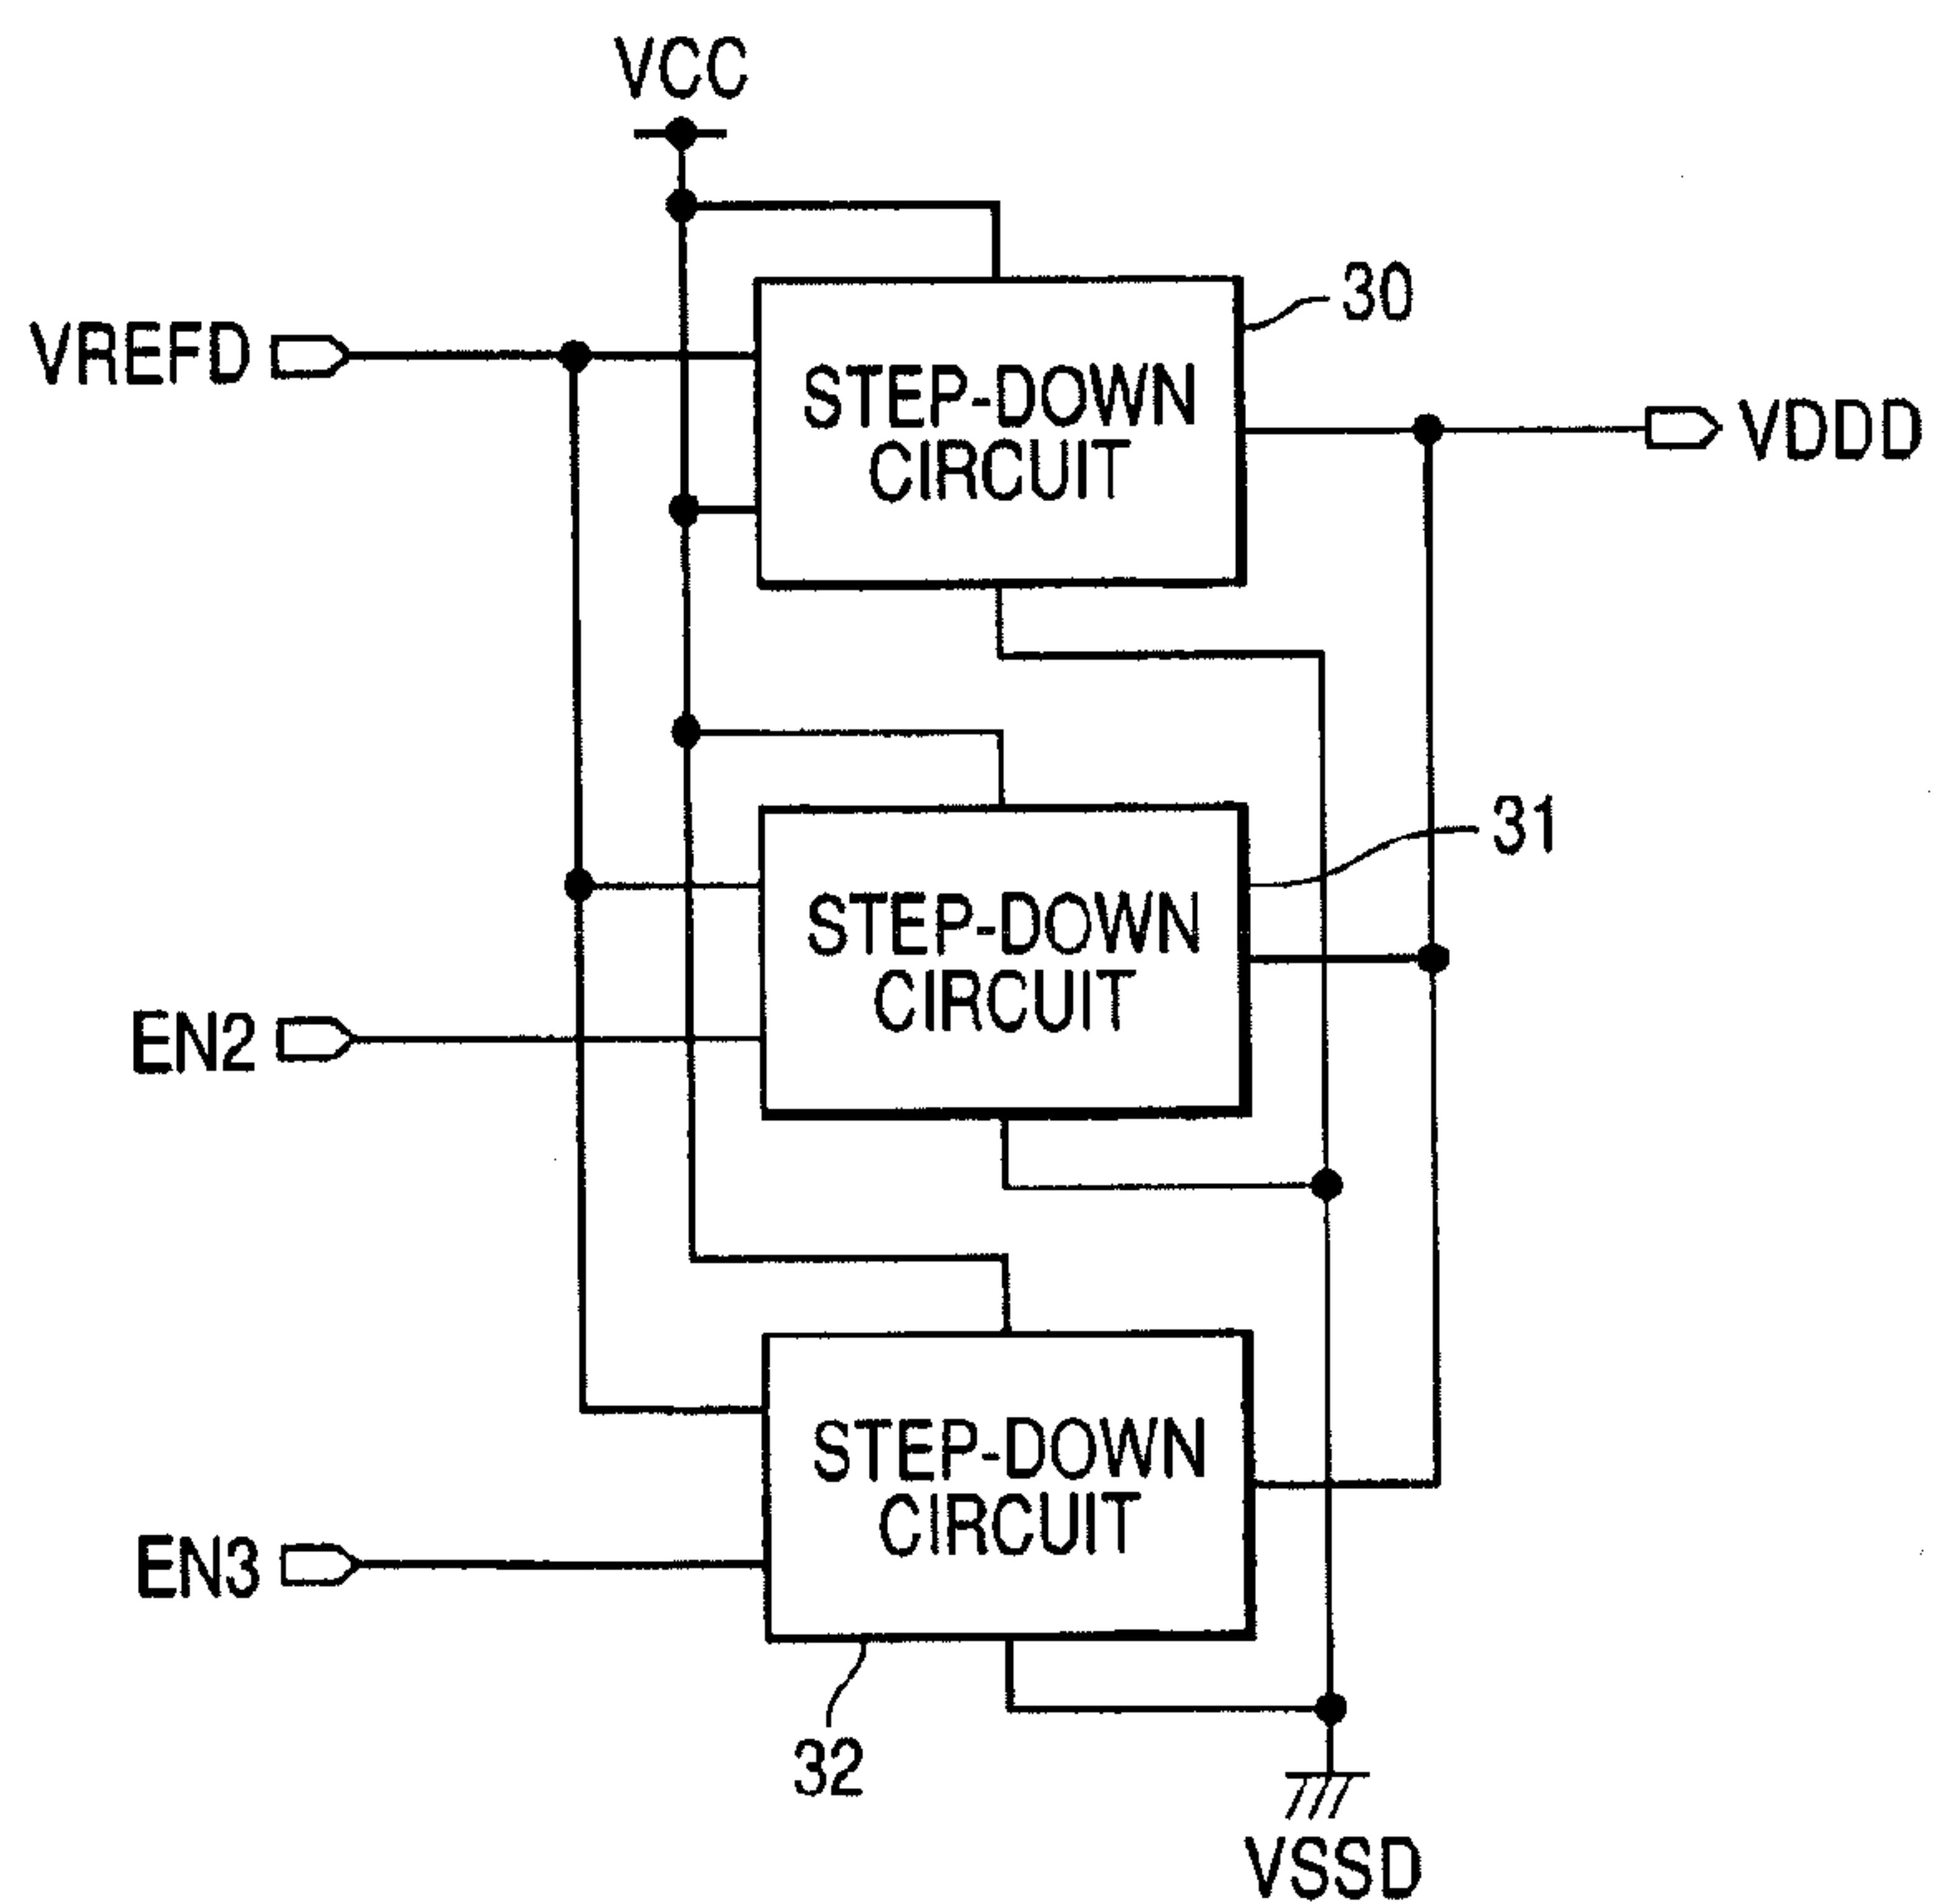 VCC
30
VREFD
STEP-DOWN
CIRCUIT
VDDD
31
STEP-DOWN
CIRCUIT
EN2
STEP-DOWN
CIRCUIT
EN3
32
VSSD